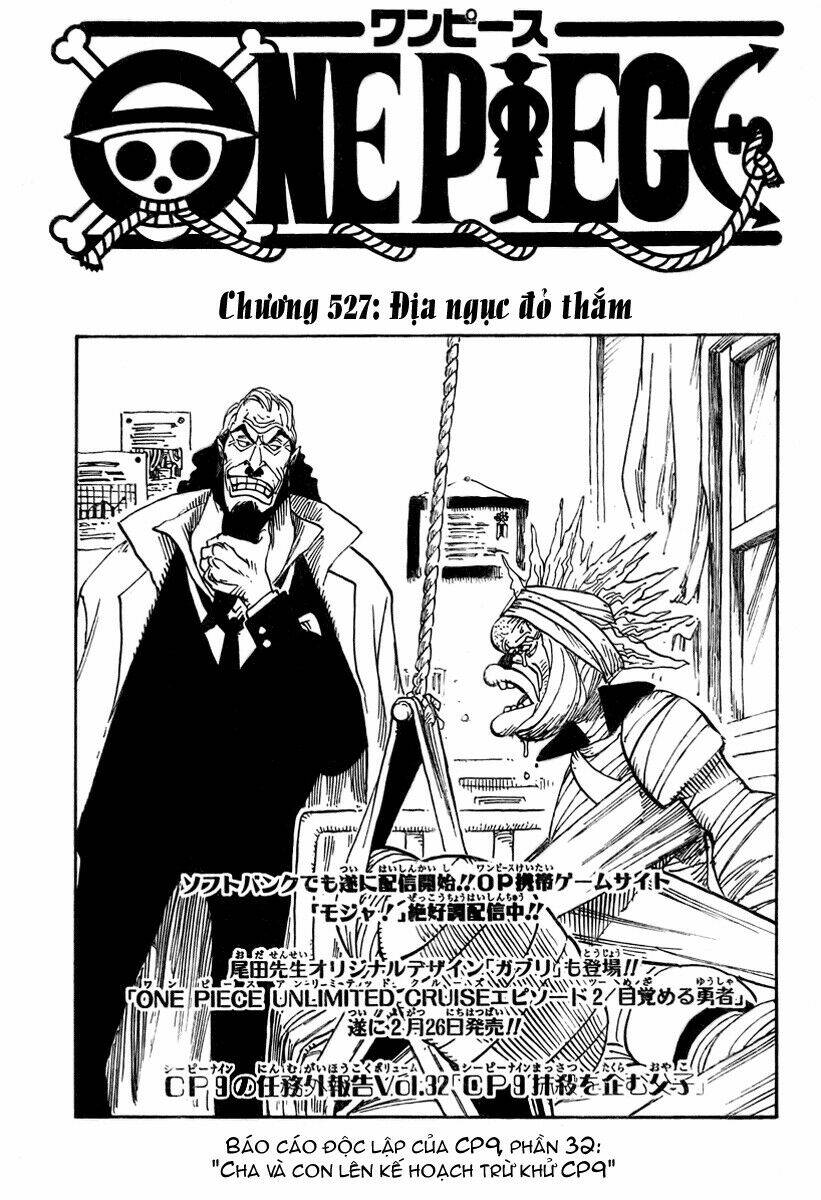 ワンピース
ONE PIECE
Chương 527: Địa ngục đỏ thắm
ソフトバンクでも遂に配信開始!!OP携帯ゲームサイト
「モジャ!」絶好調配信中!!
尾田先生オリジナルデザイン「ガブリ」も登場!!
「ONE PIECE UNLIMITED CRUISEエピソード2/目覚める勇者」
遂に2月26日発売!!
CP9の任務外報告Vol.32「CP9抹殺を企む父子」
BÁO CÁO ĐỘC LẬP CỦA CP9, PHẦN 32:
"CHA VÀ CON LÊN KẾ HOẠCH TRỪ KHỬ CP9"